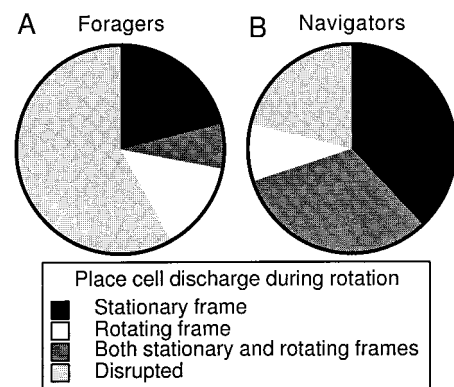 A Foragers
B Navigators
Place cell discharge during rotation
Stationary frame
Rotating frame
Both stationary and rotating frames
Disrupted